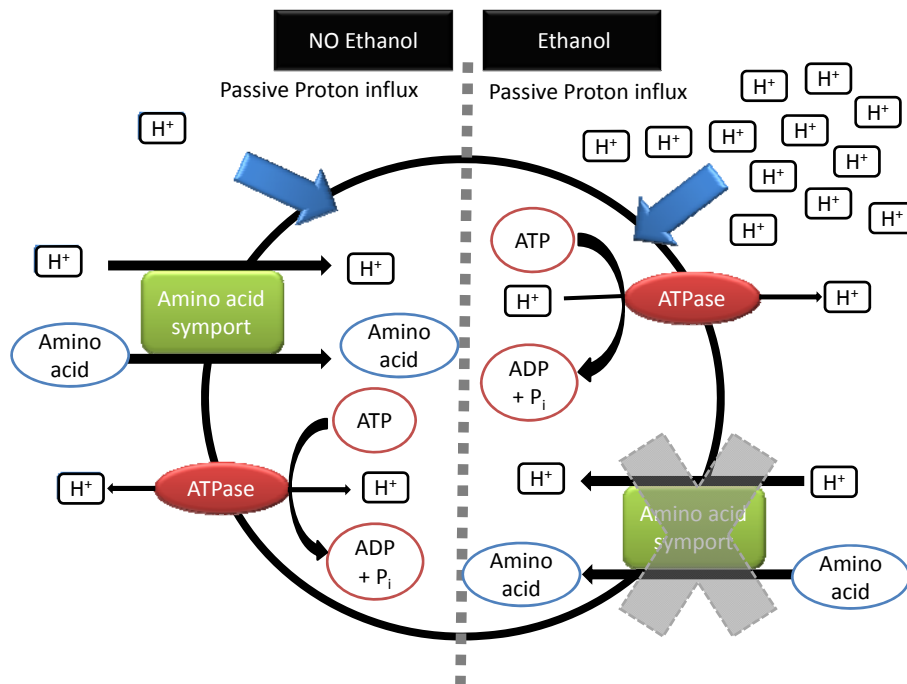 NO Ethanol
Passive Proton influx
H⁺
H⁺
H⁺
Amino acid
symport
Amino
acid
Amino
acid
ATP
H⁺
ATPase
H⁺
ADP
+ Pᵢ
Ethanol
Passive Proton influx
H⁺
H⁺
H⁺
H⁺
H⁺
H⁺
H⁺
H⁺
H⁺
H⁺
H⁺
H⁺
H⁺
ATP
H⁺
ATPase
H⁺
ADP
+ Pᵢ
H⁺
H⁺
Amino acid
symport
Amino
acid
Amino
acid